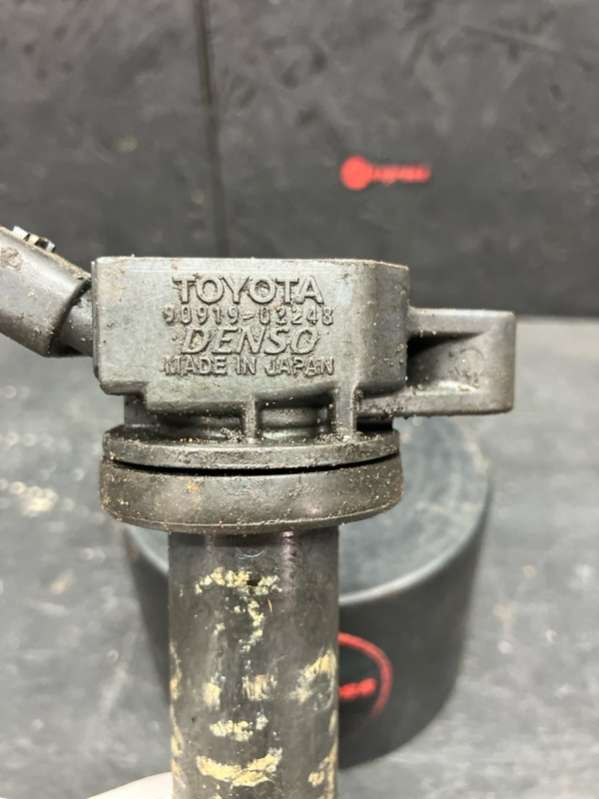 TOYOTA
90919-02248
DENSO
MADE IN JAPAN